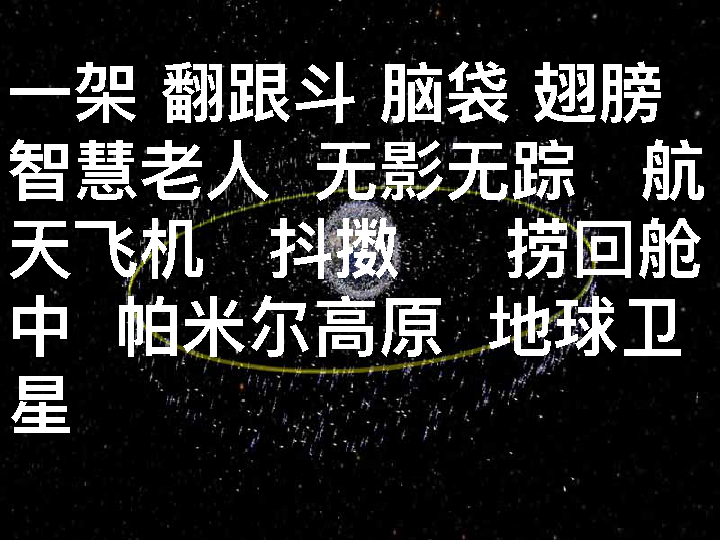 一架 翻跟斗 脑袋 翅膀
智慧老人 无影无踪 航
天飞机 抖擞 捞回舱
中 帕米尔高原 地球卫
星